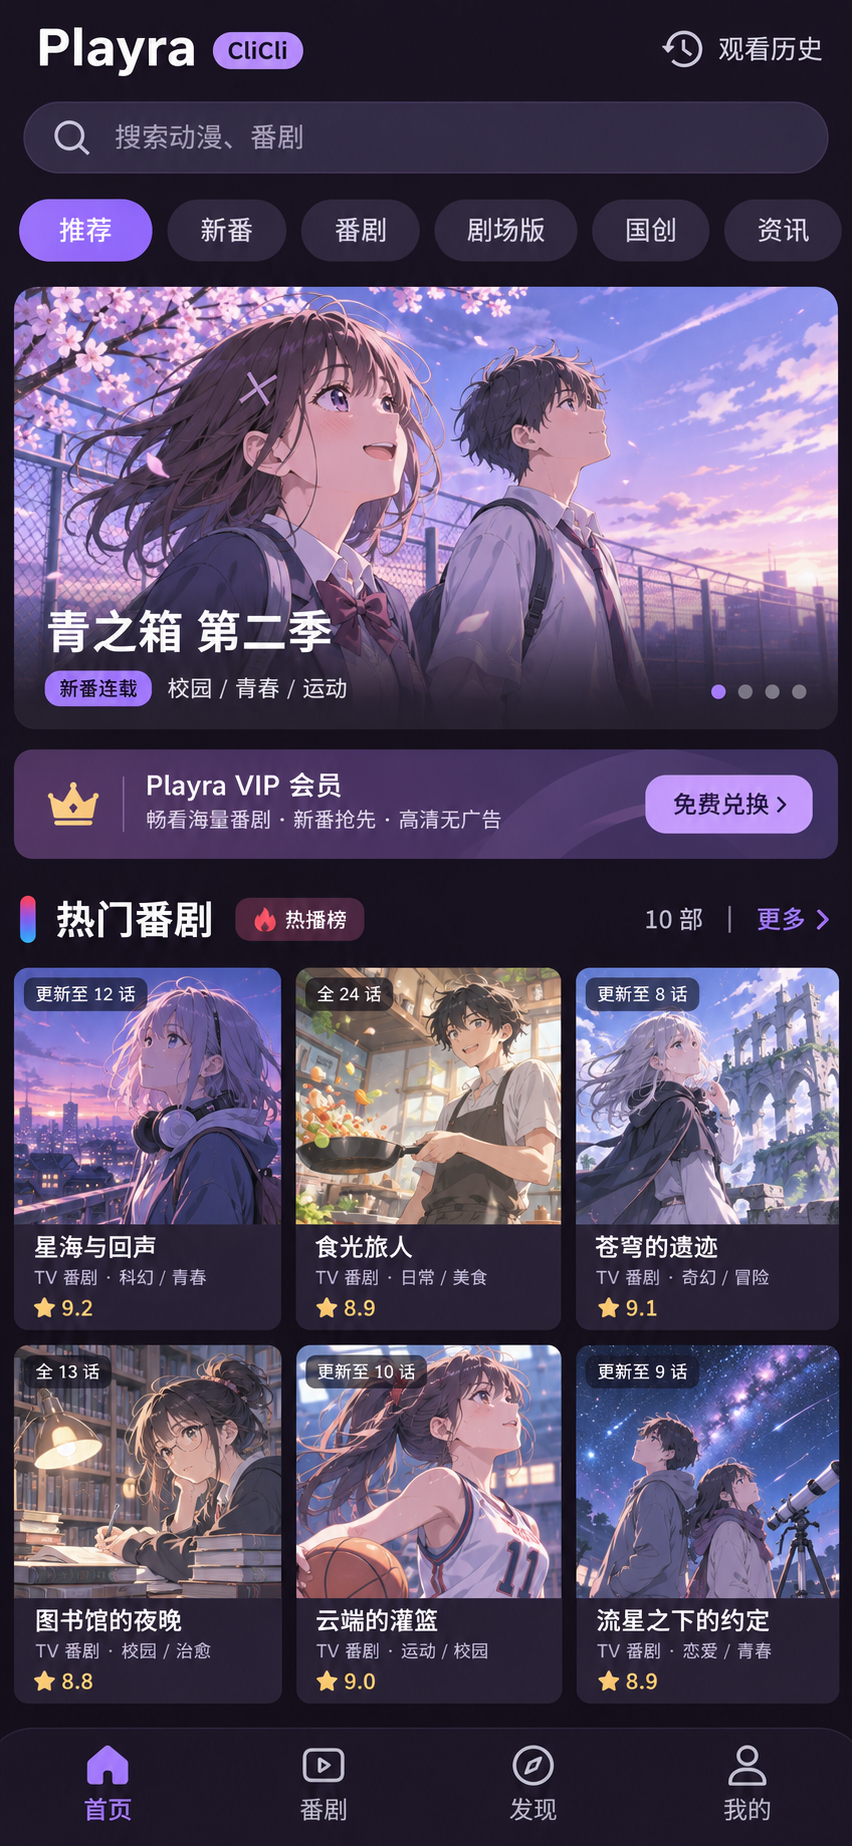 Playra CliCli 观看历史
搜索动漫、番剧
推荐 新番 番剧 剧场版 国创 资讯
青之箱 第二季
新番连载 校园 / 青春 / 运动
Playra VIP 会员
畅看海量番剧 · 新番抢先 · 高清无广告
免费兑换 >
热门番剧 热播榜 10 部 | 更多 >
更新至 12 话
星海与回声
TV 番剧 · 科幻 / 青春
9.2
全 24 话
食光旅人
TV 番剧 · 日常 / 美食
8.9
更新至 8 话
苍穹的遗迹
TV 番剧 · 奇幻 / 冒险
9.1
全 13 话
图书馆的夜晚
TV 番剧 · 校园 / 治愈
8.8
更新至 10 话
11
云端的灌篮
TV 番剧 · 运动 / 校园
9.0
更新至 9 话
流星之下的约定
TV 番剧 · 恋爱 / 青春
8.9
首页 番剧 发现 我的